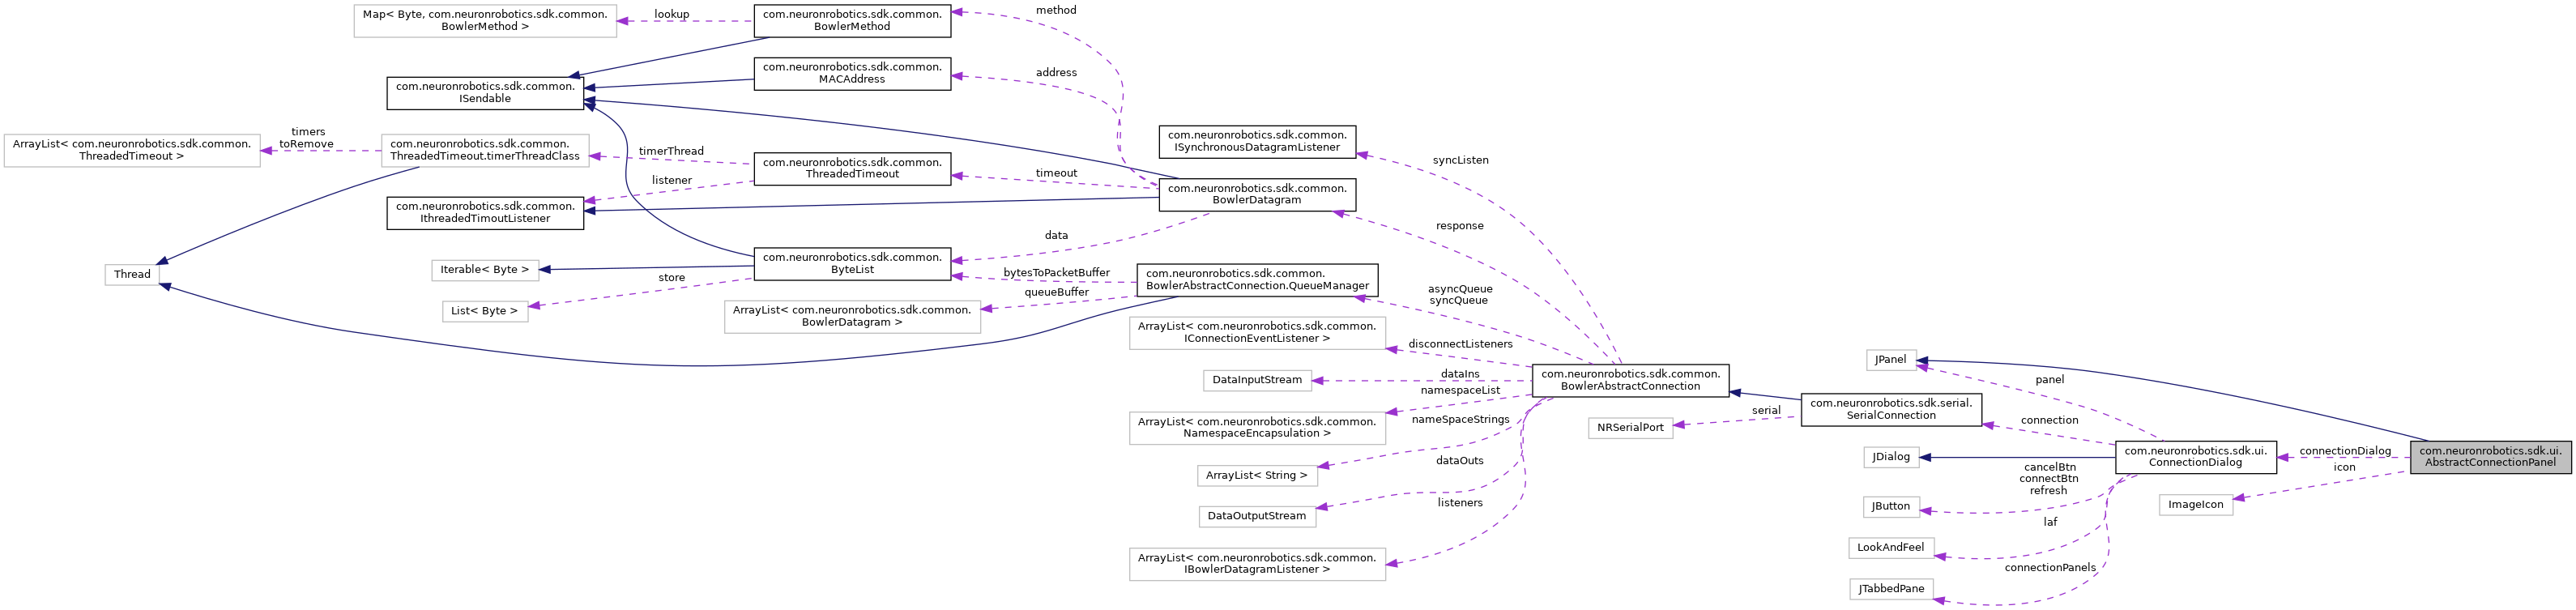 Map< Byte, com.neuronrobotics.sdk.common.
BowlerMethod >
lookup
com.neuronrobotics.sdk.common.
BowlerMethod
method
com.neuronrobotics.sdk.common.
MACAddress
address
com.neuronrobotics.sdk.common.
ISendable
com.neuronrobotics.sdk.common.
ISynchronousDatagramListener
syncListen
ArrayList< com.neuronrobotics.sdk.common.
ThreadedTimeout >
timers
toRemove
com.neuronrobotics.sdk.common.
ThreadedTimeout.timerThreadClass
timerThread
listener
com.neuronrobotics.sdk.common.
ThreadedTimeout
timeout
com.neuronrobotics.sdk.common.
BowlerDatagram
com.neuronrobotics.sdk.common.
IthreadedTimoutListener
response
data
Thread
Iterable< Byte >
com.neuronrobotics.sdk.common.
ByteList
store
List< Byte >
bytesToPacketBuffer
queueBuffer
com.neuronrobotics.sdk.common.
BowlerAbstractConnection.QueueManager
asyncQueue
syncQueue
ArrayList< com.neuronrobotics.sdk.common.
BowlerDatagram >
ArrayList< com.neuronrobotics.sdk.common.
IConnectionEventListener >
disconnectListeners
DataInputStream
dataIns
namespaceList
ArrayList< com.neuronrobotics.sdk.common.
NamespaceEncapsulation >
nameSpaceStrings
ArrayList< String >
dataOuts
DataOutputStream
listeners
ArrayList< com.neuronrobotics.sdk.common.
IBowlerDatagramListener >
com.neuronrobotics.sdk.common.
BowlerAbstractConnection
NRSerialPort
serial
com.neuronrobotics.sdk.serial.
SerialConnection
JPanel
panel
connection
JDialog
com.neuronrobotics.sdk.ui.
ConnectionDialog
connectionDialog
icon
com.neuronrobotics.sdk.ui.
AbstractConnectionPanel
cancelBtn
connectBtn
refresh
JButton
ImageIcon
laf
LookAndFeel
connectionPanels
JTabbedPane